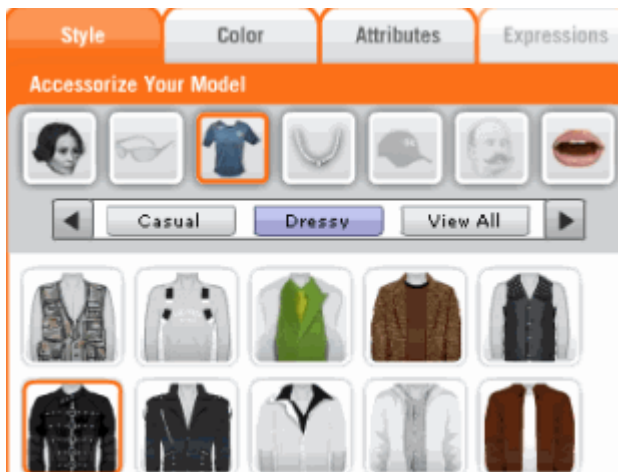 Style Color Attributes Expressions
Accessorize Your Model
Casual Dressy View All